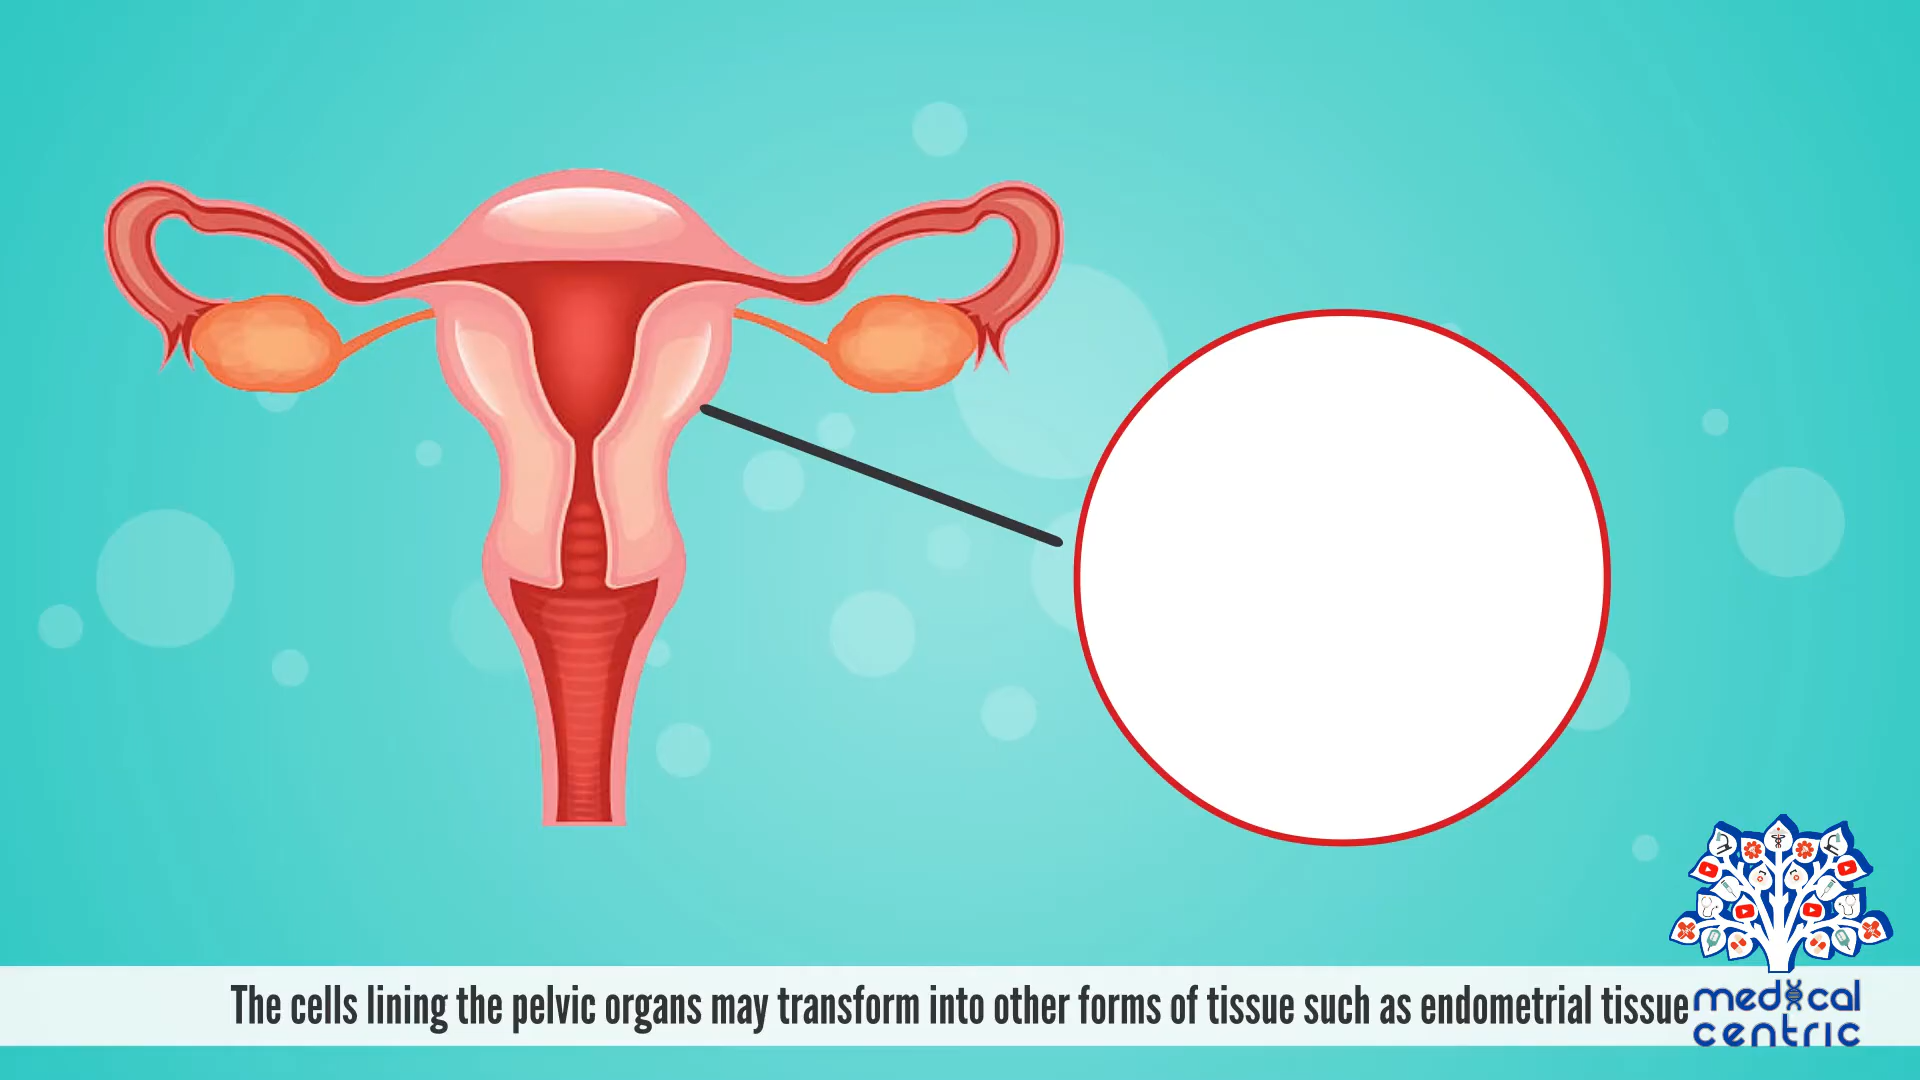 The cells lining the pelvic organs may transform into other forms of tissue such as endometrial tissue
medical
centric